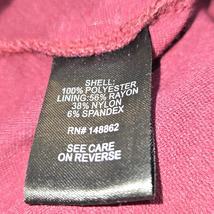 SHELL:
100% POLYESTER
LINING: 56% RAYON
38% NYLON
6% SPANDEX
RN# 148862
SEE CARE
ON REVERSE